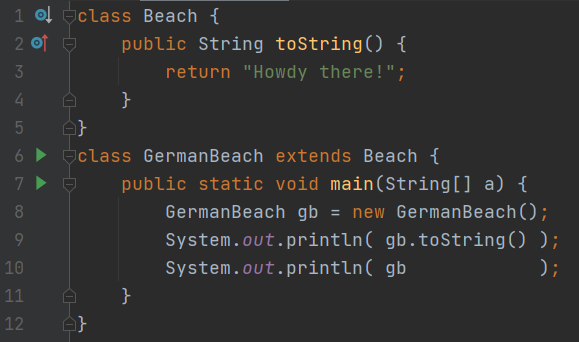 1 class Beach {
2     public String toString() {
3         return "Howdy there!";
4     }
5 }
6 class GermanBeach extends Beach {
7     public static void main(String[] a) {
8         GermanBeach gb = new GermanBeach();
9         System.out.println( gb.toString() );
10         System.out.println( gb            );
11     }
12 }